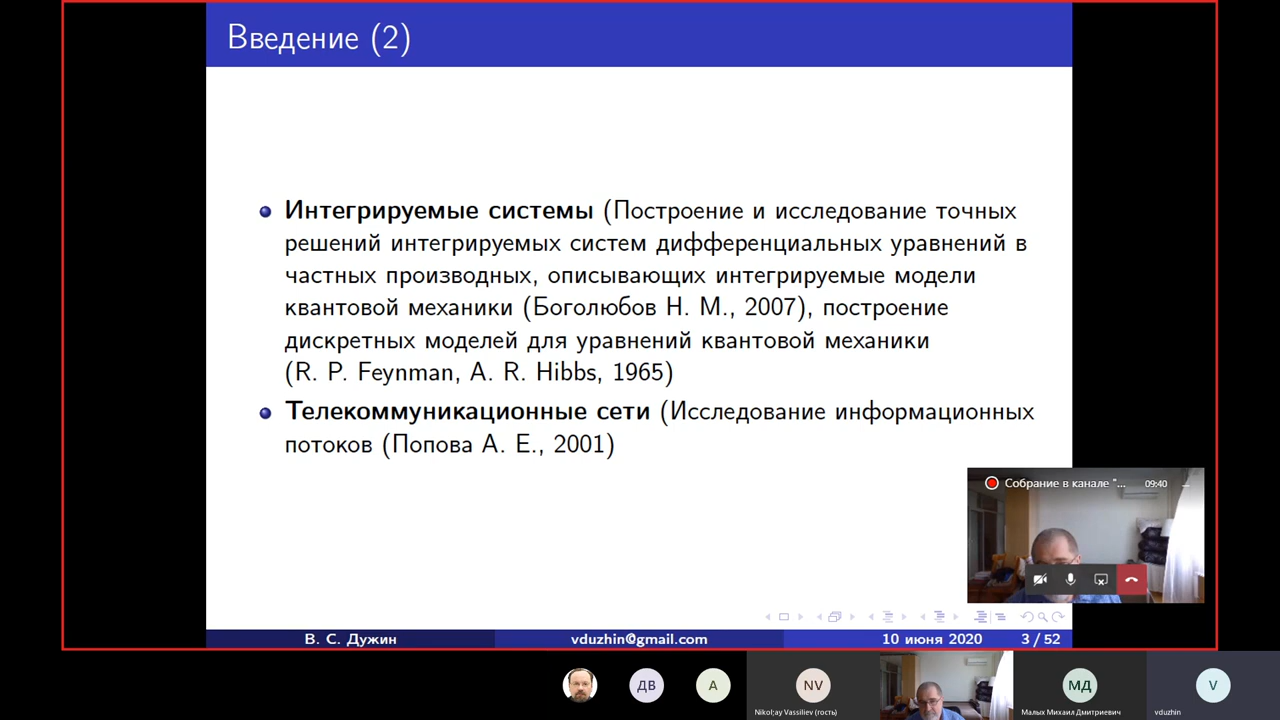 Введение (2)
Интегрируемые системы (Построение и исследование точных
решений интегрируемых систем дифференциальных уравнений в
частных производных, описывающих интегрируемые модели
квантовой механики (Боголюбов Н. М., 2007), построение
дискретных моделей для уравнений квантовой механики
(R. P. Feynman, A. R. Hibbs, 1965)
Телекоммуникационные сети (Исследование информационных
потоков (Попова А. Е., 2001)
Собрание в канале "... 09:40
В. С. Дужин vduzhin@gmail.com 10 июня 2020 3 / 52
ДВ
A
NV
МД
V
Nikol;ay Vassiliev (гость)
Малых Михаил Дмитриевич
vduzhin